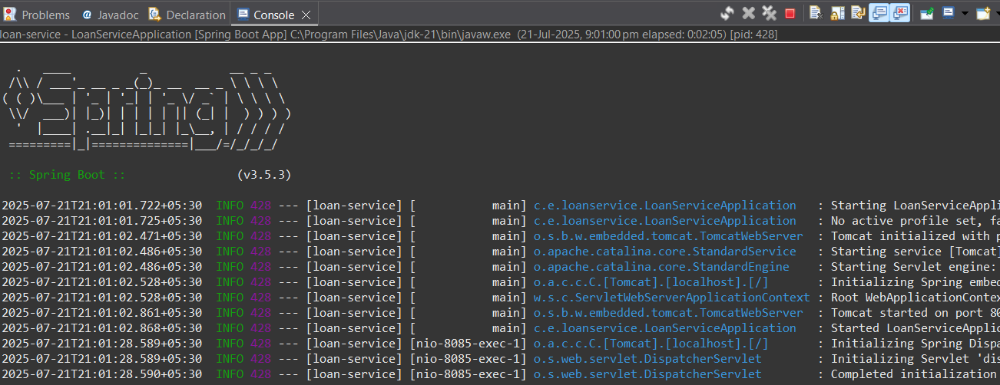 Problems Javadoc Declaration Console
loan-service - LoanServiceApplication [Spring Boot App] C:\Program Files\Java\jdk-21\bin\javaw.exe (21-Jul-2025, 9:01:00 pm elapsed: 0:02:05) [pid: 428]
  .   ____          _            __ _ _
 /\\ / ___'_ __ _ _(_)_ __  __ _ \ \ \ \
( ( )\___ | '_ | '_| | '_ \/ _` | \ \ \ \
 \\/  ___)| |_)| | | | | || (_| |  ) ) ) )
  '  |____| .__|_| |_|_| |_\__, | / / / /
 =========|_|==============|___/=/_/_/_/
:: Spring Boot :: (v3.5.3)
2025-07-21T21:01:01.722+05:30 INFO 428 --- [loan-service] [ main] c.e.loanservice.LoanServiceApplication : Starting LoanServiceAppli
2025-07-21T21:01:01.725+05:30 INFO 428 --- [loan-service] [ main] c.e.loanservice.LoanServiceApplication : No active profile set, fa
2025-07-21T21:01:02.471+05:30 INFO 428 --- [loan-service] [ main] o.s.b.w.embedded.tomcat.TomcatWebServer : Tomcat initialized with p
2025-07-21T21:01:02.486+05:30 INFO 428 --- [loan-service] [ main] o.apache.catalina.core.StandardService : Starting service [Tomcat]
2025-07-21T21:01:02.486+05:30 INFO 428 --- [loan-service] [ main] o.apache.catalina.core.StandardEngine : Starting Servlet engine:
2025-07-21T21:01:02.528+05:30 INFO 428 --- [loan-service] [ main] o.a.c.c.C.[Tomcat].[localhost].[/] : Initializing Spring embe
2025-07-21T21:01:02.528+05:30 INFO 428 --- [loan-service] [ main] w.s.c.ServletWebServerApplicationContext : Root WebApplicationContex
2025-07-21T21:01:02.861+05:30 INFO 428 --- [loan-service] [ main] o.s.b.w.embedded.tomcat.TomcatWebServer : Tomcat started on port 80
2025-07-21T21:01:02.868+05:30 INFO 428 --- [loan-service] [ main] c.e.loanservice.LoanServiceApplication : Started LoanServiceApplic
2025-07-21T21:01:28.589+05:30 INFO 428 --- [loan-service] [nio-8085-exec-1] o.a.c.c.C.[Tomcat].[localhost].[/] : Initializing Spring Dispa
2025-07-21T21:01:28.589+05:30 INFO 428 --- [loan-service] [nio-8085-exec-1] o.s.web.servlet.DispatcherServlet : Initializing Servlet 'dis
2025-07-21T21:01:28.590+05:30 INFO 428 --- [loan-service] [nio-8085-exec-1] o.s.web.servlet.DispatcherServlet : Completed initialization